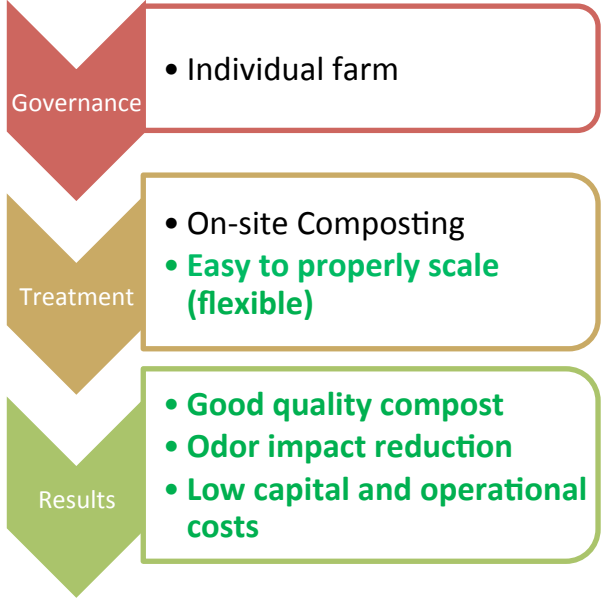 Governance
• Individual farm
Treatment
• On-site Composting
• Easy to properly scale
(flexible)
Results
• Good quality compost
• Odor impact reduction
• Low capital and operational
costs